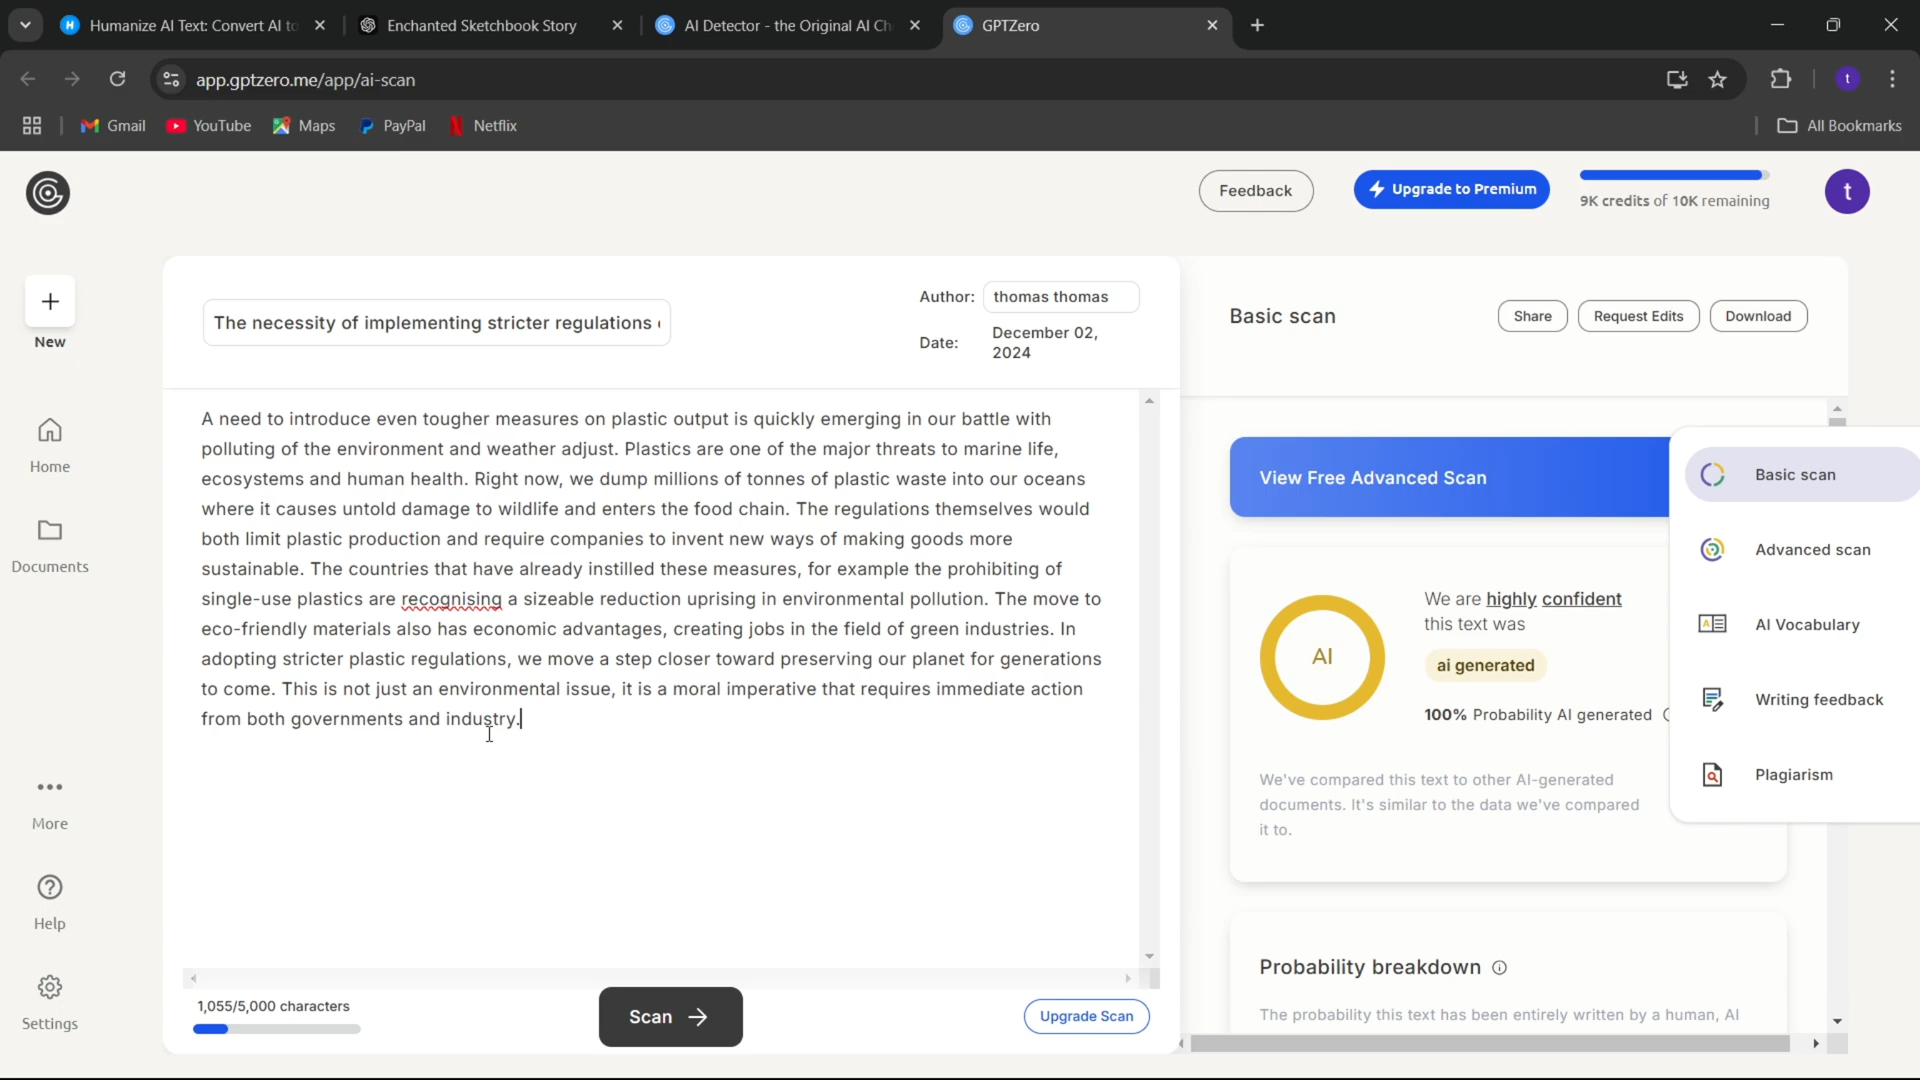 Humanize AI Text: Convert AI to
Enchanted Sketchbook Story
AI Detector - the Original AI Ch
GPTZero
app.gptzero.me/app/ai-scan
t
Gmail
YouTube
Maps
PayPal
Netflix
All Bookmarks
Feedback
Upgrade to Premium
9K credits of 10K remaining
t
New
Home
Documents
More
Help
Settings
The necessity of implementing stricter regulations
Author: thomas thomas
Date: December 02,
2024
A need to introduce even tougher measures on plastic output is quickly emerging in our battle with
polluting of the environment and weather adjust. Plastics are one of the major threats to marine life,
ecosystems and human health. Right now, we dump millions of tonnes of plastic waste into our oceans
where it causes untold damage to wildlife and enters the food chain. The regulations themselves would
both limit plastic production and require companies to invent new ways of making goods more
sustainable. The countries that have already instilled these measures, for example the prohibiting of
single-use plastics are recognising a sizeable reduction uprising in environmental pollution. The move to
eco-friendly materials also has economic advantages, creating jobs in the field of green industries. In
adopting stricter plastic regulations, we move a step closer toward preserving our planet for generations
to come. This is not just an environmental issue, it is a moral imperative that requires immediate action
from both governments and industry.
1,055/5,000 characters
Scan
Upgrade Scan
Basic scan
Share
Request Edits
Download
View Free Advanced Scan
AI
We are highly confident
this text was
ai generated
100% Probability AI generated
We've compared this text to other AI-generated
documents. It's similar to the data we've compared
it to.
Probability breakdown
The probability this text has been entirely written by a human, AI
Basic scan
Advanced scan
AI Vocabulary
Writing feedback
Plagiarism